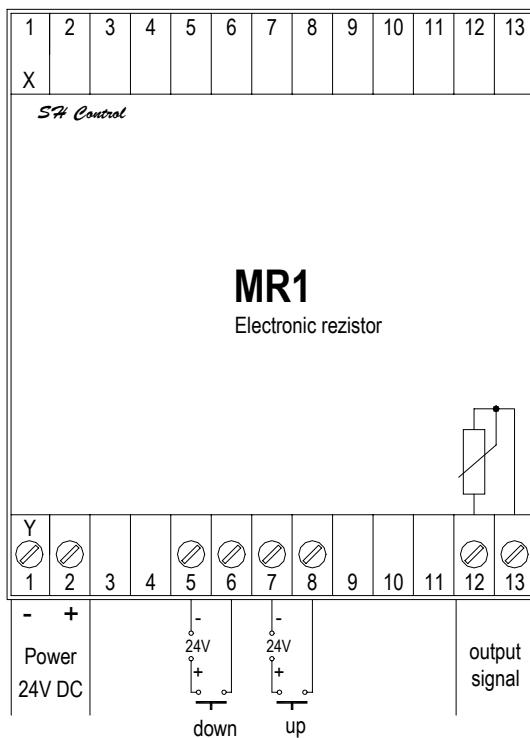 1 2 3 4 5 6 7 8 9 10 11 12 13
X
SH Control
MR1
Electronic rezistor
Y
1 2 3 4 5 6 7 8 9 10 11 12 13
- + - -
Power 24V 24V output
24V DC + + signal
down up